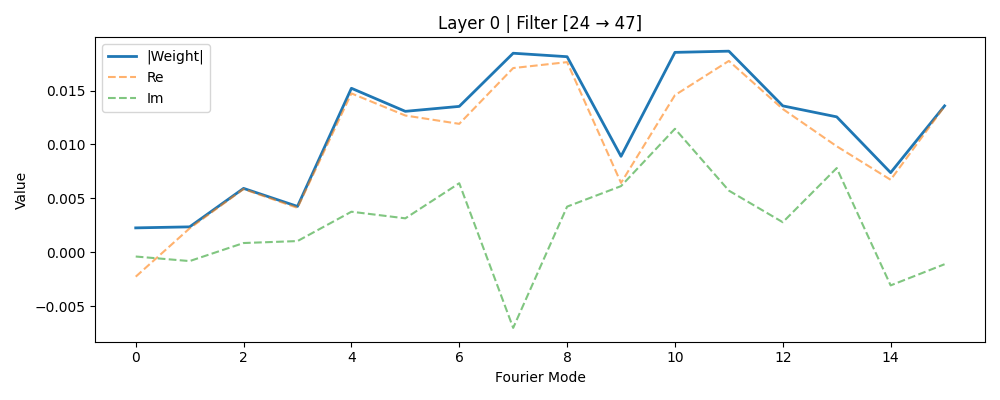 Layer 0 | Filter [24 → 47]
|Weight|
Re
Im
0.015
0.010
0.005
0.000
−0.005
Value
0 2 4 6 8 10 12 14
Fourier Mode